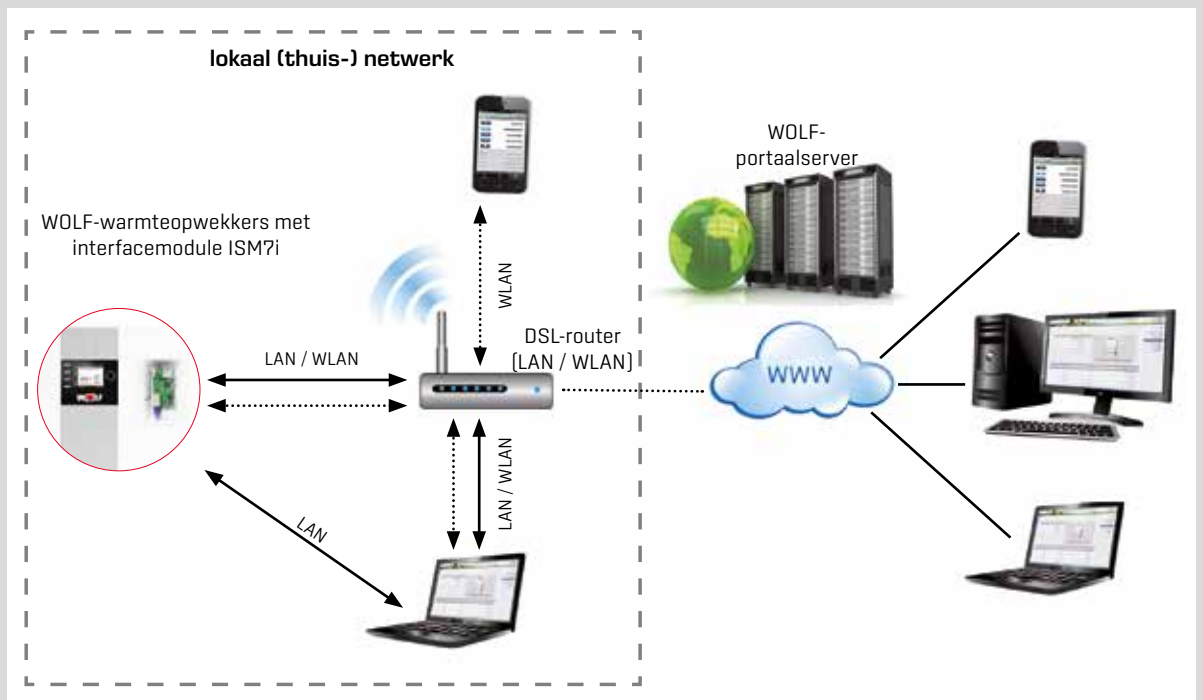 lokaal (thuis-) netwerk
WOLF-
portaalserver
WOLF-warmteopwekkers met
interfacemodule ISM7i
WLAN
DSL-router
(LAN / WLAN)
LAN / WLAN
WWW
LAN / WLAN
LAN